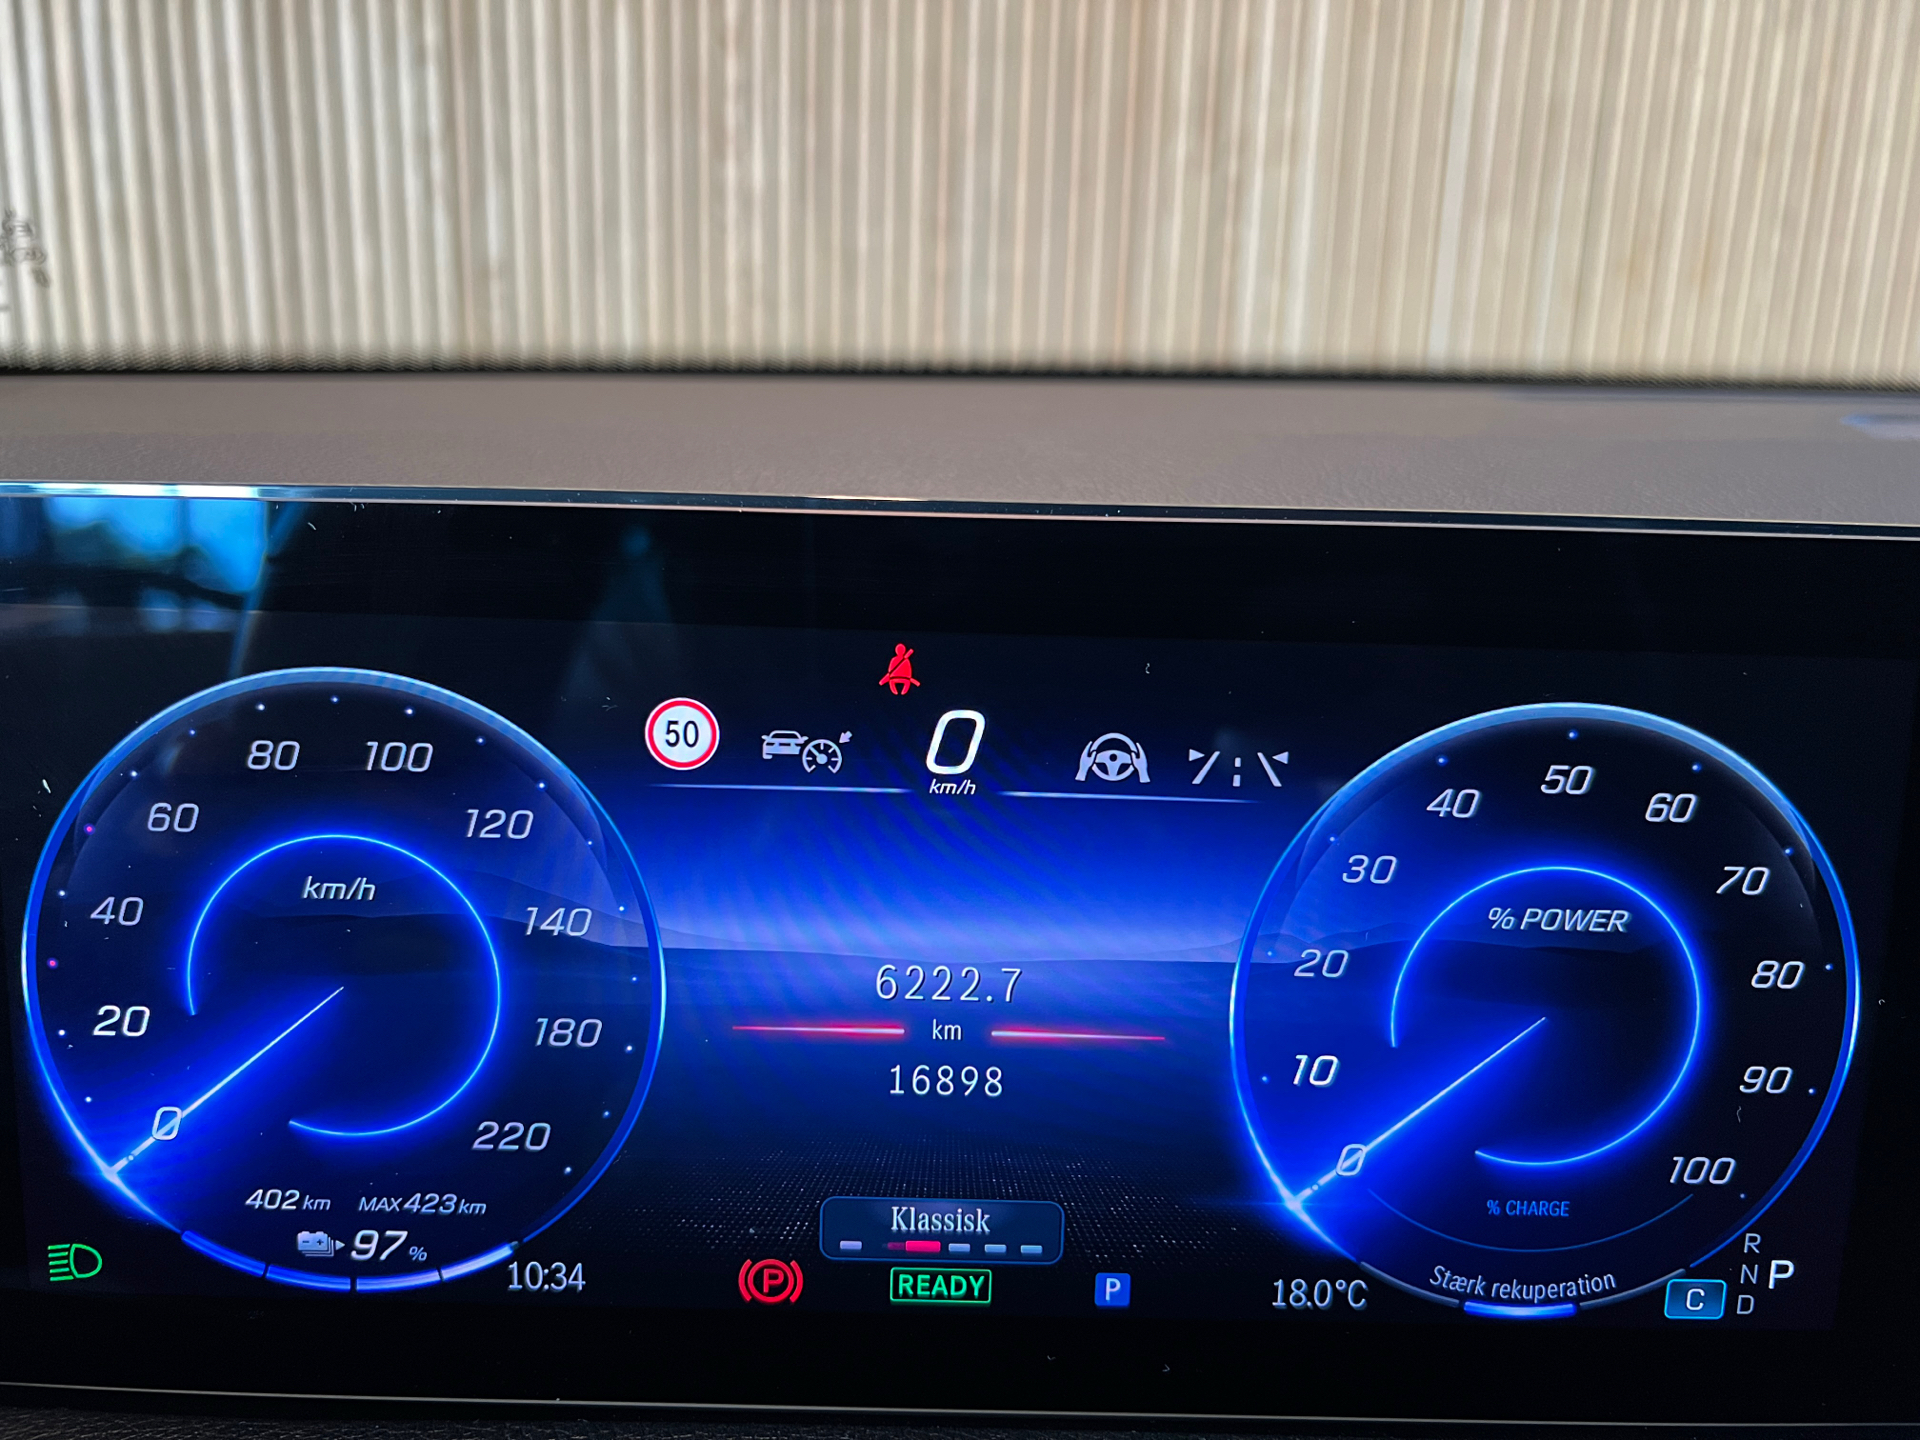 50
0
km/h
80 100
60 120
km/h
40 140
20 180
0 220
402 km MAX 423 km
97 %
10:34
6222.7
km
16898
Klassisk
READY
P
P
18.0°C
50
40 60
30 70
% POWER
20 80
10 90
0 100
% CHARGE
Stærk rekuperation
C
R
N P
D